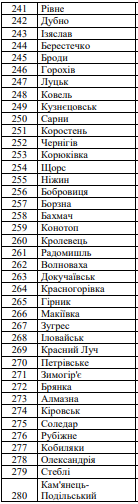 241 Рівне
242 Дубно
243 Ізяслав
244 Берестечко
245 Броди
246 Горохів
247 Луцьк
248 Ковель
249 Кузнєцовськ
250 Сарни
251 Коростень
252 Чернігів
253 Корюківка
254 Щорс
255 Ніжин
256 Бобровиця
257 Борзна
258 Бахмач
259 Конотоп
260 Кролевець
261 Радомишль
262 Волноваха
263 Докучаївськ
264 Красногорівка
265 Гірник
266 Макіївка
267 Зугрес
268 Іловайськ
269 Красний Луч
270 Петрівське
271 Зимогір'є
272 Брянка
273 Алмазна
274 Кіровськ
275 Соледар
276 Рубіжне
277 Кобиляки
278 Олександрія
279 Стеблі
Кам'янець-
280 Подільський